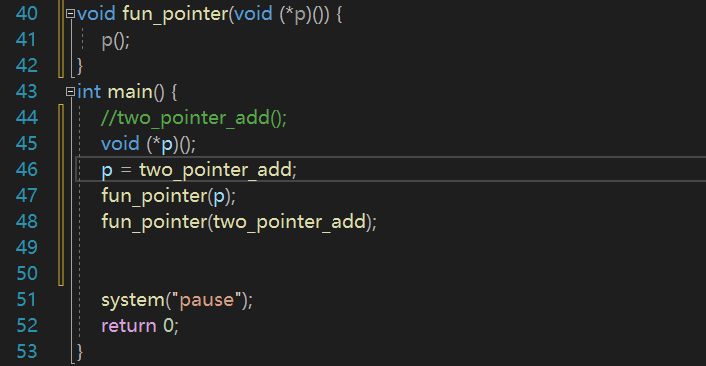 40 void fun_pointer(void (*p)()) {
41 p();
42 }
43 int main() {
44 //two_pointer_add();
45 void (*p)();
46 p = two_pointer_add;
47 fun_pointer(p);
48 fun_pointer(two_pointer_add);
49
50
51 system("pause");
52 return 0;
53 }